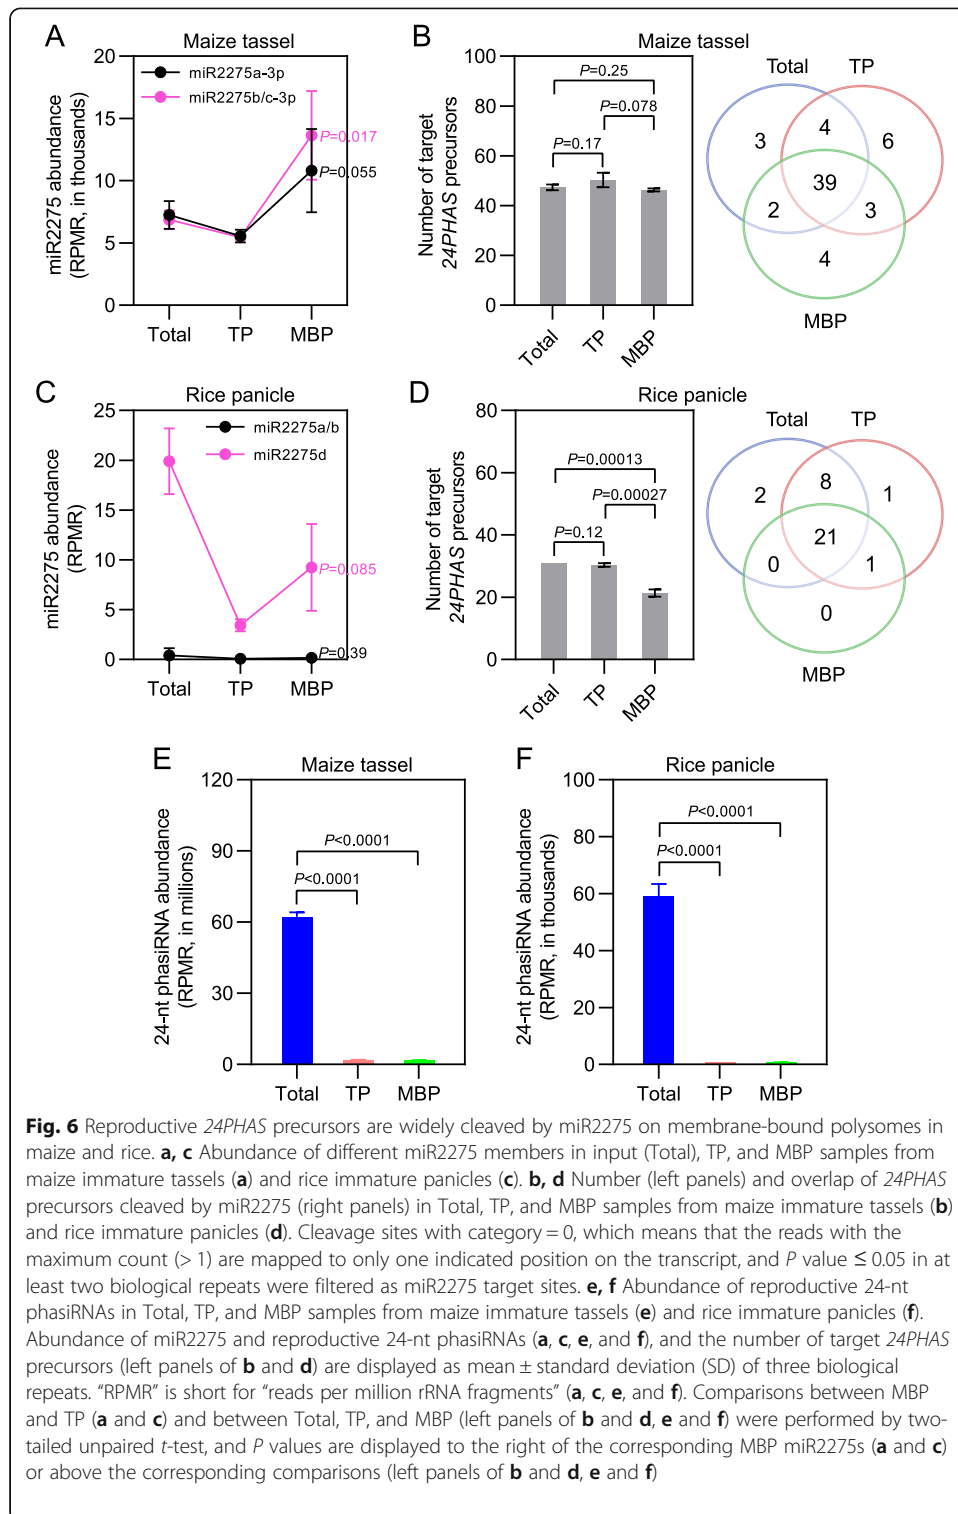 A
Maize tassel
miR2275 abundance
(RPMR, in thousands)
20
15
10
5
0
miR2275a-3p
miR2275b/c-3p
P=0.017
P=0.055
Total TP MBP
B
Maize tassel
Number of target
24PHAS precursors
100
80
60
40
20
0
P=0.25
P=0.078
P=0.17
Total TP MBP
Total TP
3 4 6
39
2 3
4
MBP
C
Rice panicle
miR2275 abundance
(RPMR)
25
20
15
10
5
0
miR2275a/b
miR2275d
P=0.085
P=0.39
Total TP MBP
D
Rice panicle
Number of target
24PHAS precursors
80
60
40
20
0
P=0.00013
P=0.00027
P=0.12
Total TP MBP
Total TP
2 8 1
21
0 1
0
MBP
E
Maize tassel
24-nt phasiRNA abundance
(RPMR, in millions)
120
90
60
30
0
P<0.0001
P<0.0001
Total TP MBP
F
Rice panicle
24-nt phasiRNA abundance
(RPMR, in thousands)
100
80
60
40
20
0
P<0.0001
P<0.0001
Total TP MBP
Fig. 6 Reproductive 24PHAS precursors are widely cleaved by miR2275 on membrane-bound polysomes in
maize and rice. a, c Abundance of different miR2275 members in input (Total), TP, and MBP samples from
maize immature tassels (a) and rice immature panicles (c). b, d Number (left panels) and overlap of 24PHAS
precursors cleaved by miR2275 (right panels) in Total, TP, and MBP samples from maize immature tassels (b)
and rice immature panicles (d). Cleavage sites with category = 0, which means that the reads with the
maximum count (> 1) are mapped to only one indicated position on the transcript, and P value ≤ 0.05 in at
least two biological repeats were filtered as miR2275 target sites. e, f Abundance of reproductive 24-nt
phasiRNAs in Total, TP, and MBP samples from maize immature tassels (e) and rice immature panicles (f).
Abundance of miR2275 and reproductive 24-nt phasiRNAs (a, c, e, and f), and the number of target 24PHAS
precursors (left panels of b and d) are displayed as mean ± standard deviation (SD) of three biological
repeats. “RPMR” is short for “reads per million rRNA fragments” (a, c, e, and f). Comparisons between MBP
and TP (a and c) and between Total, TP, and MBP (left panels of b and d, e and f) were performed by two-
tailed unpaired t-test, and P values are displayed to the right of the corresponding MBP miR2275s (a and c)
or above the corresponding comparisons (left panels of b and d, e and f)